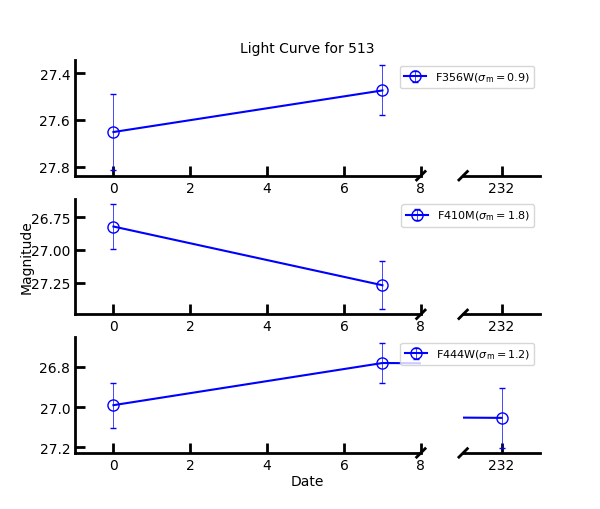 Light Curve for 513
27.4
27.6
27.8
F356W(σm = 0.9)
0 2 4 6 8 232
26.75
27.00
27.25
F410M(σm = 1.8)
0 2 4 6 8 232
Magnitude
26.8
27.0
27.2
F444W(σm = 1.2)
0 2 4 6 8 232
Date